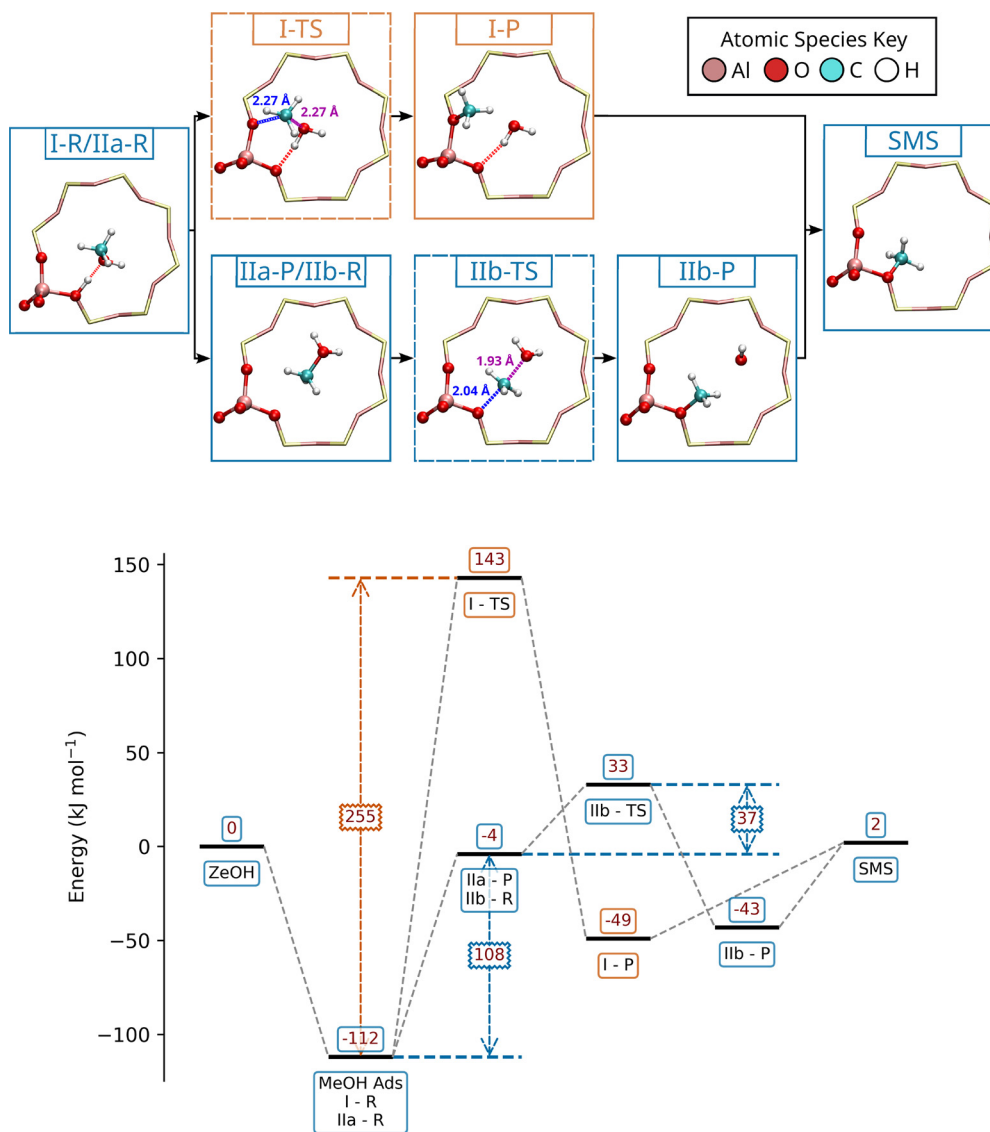 I-TS
I-P
Atomic Species Key
Al O C H
2.27 Å
2.27 Å
I-R/IIa-R
SMS
IIa-P/IIb-R
IIb-TS
IIb-P
1.93 Å
2.04 Å
Energy (kJ mol⁻¹)
150
100
50
0
−50
−100
143
I - TS
255
33
IIb - TS
37
0
ZeOH
-4
IIa - P
IIb - R
2
SMS
108
-49
I - P
-43
IIb - P
-112
MeOH Ads
I - R
IIa - R